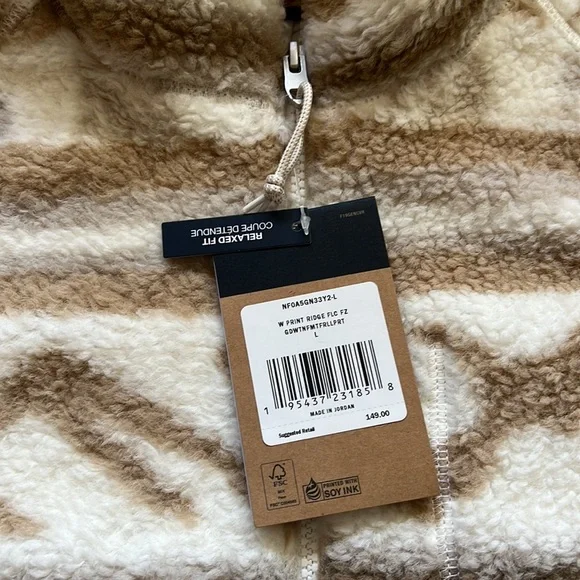 RELAXED FIT
COUPE DÉTENDUE
NF0A5GN33Y2-L
W PRINT RIDGE FLC FZ
GDWTNFMTFRLLPRT
L
1 95437 23185 8
MADE IN JORDAN
Suggested Retail 149.00
FSC
PRINTED WITH
SOY INK